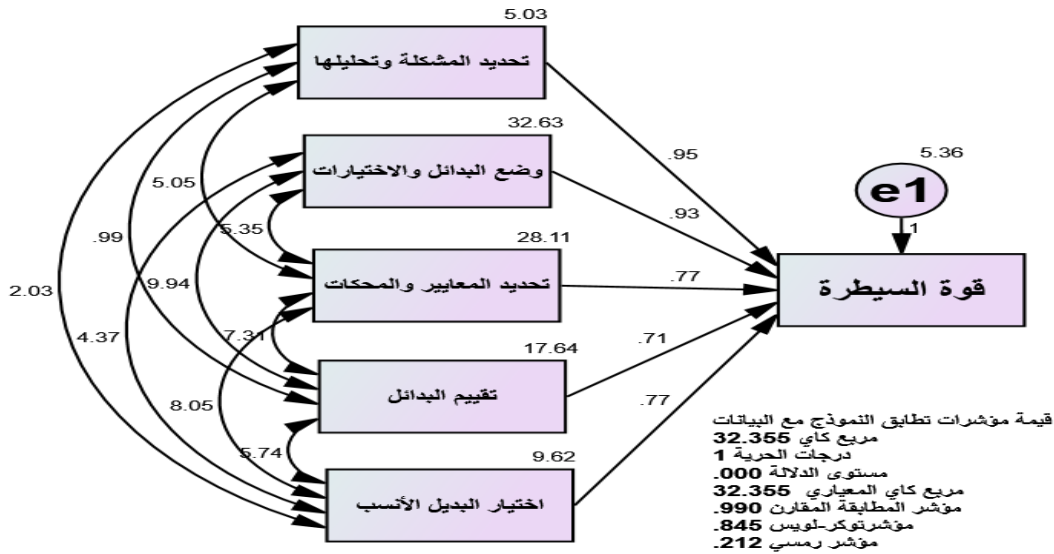 5.03
تحديد المشكلة وتحليلها
32.63
وضع البدائل والاختيارات
28.11
تحديد المعايير والمحكات
17.64
تقييم البدائل
9.62
اختيار البديل الأنسب
5.05
5.35
.99
9.94
2.03
4.37
7.31
8.05
5.74
.95
.93
.77
.71
.77
5.36
e1
1
قوة السيطرة
قيمة مؤشرات تطابق النموذج مع البيانات
مربع كاي 32.355
درجات الحرية 1
مستوى الدلالة 000.
مربع كاي المعياري 32.355
مؤشر المطابقة المقارن 990.
مؤشرتوكر-لويس 845.
مؤشر رمسي 212.